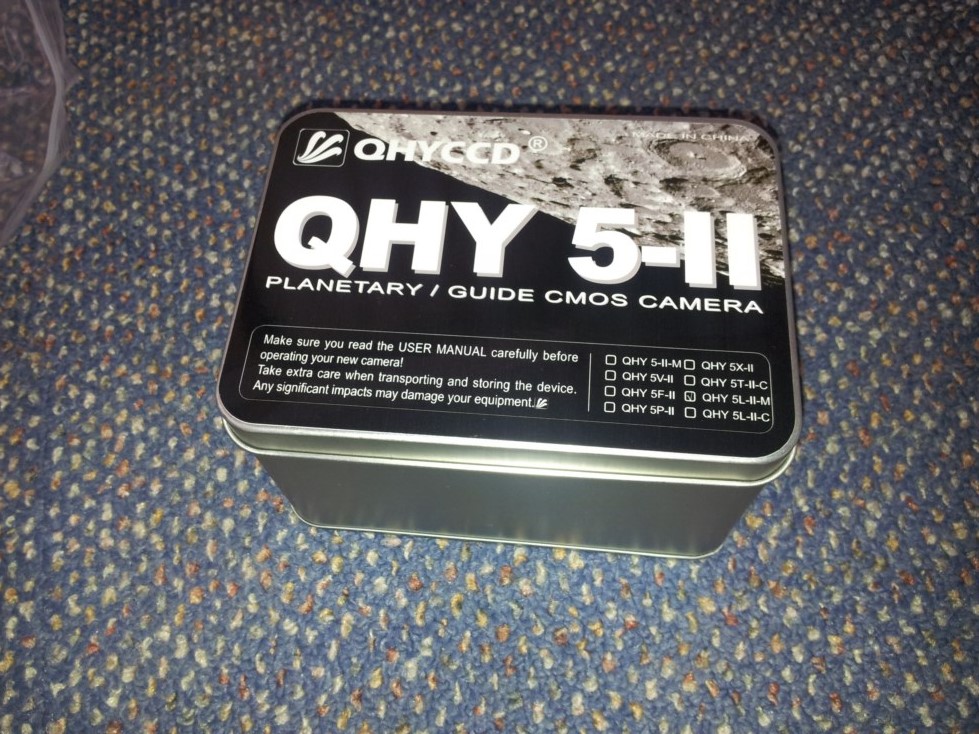 MADE IN CHINA
QHYCCD ®
QHY 5-II
PLANETARY / GUIDE CMOS CAMERA
Make sure you read the USER MANUAL carefully before
operating your new camera!
Take extra care when transporting and storing the device.
Any significant impacts may damage your equipment.
QHY 5-II-M QHY 5X-II
QHY 5V-II QHY 5T-II-C
QHY 5F-II QHY 5L-II-M
QHY 5P-II QHY 5L-II-C